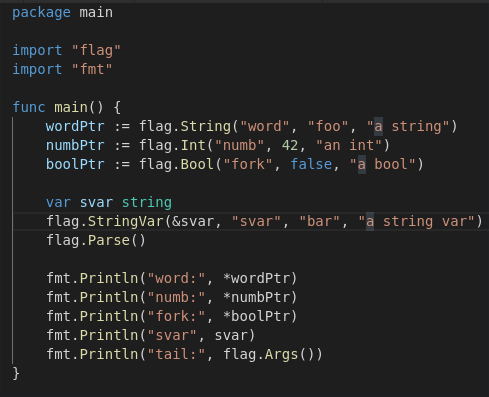 package main

import "flag"
import "fmt"

func main() {
    wordPtr := flag.String("word", "foo", "a string")
    numbPtr := flag.Int("numb", 42, "an int")
    boolPtr := flag.Bool("fork", false, "a bool")

    var svar string
    flag.StringVar(&svar, "svar", "bar", "a string var")
    flag.Parse()

    fmt.Println("word:", *wordPtr)
    fmt.Println("numb:", *numbPtr)
    fmt.Println("fork:", *boolPtr)
    fmt.Println("svar", svar)
    fmt.Println("tail:", flag.Args())
}